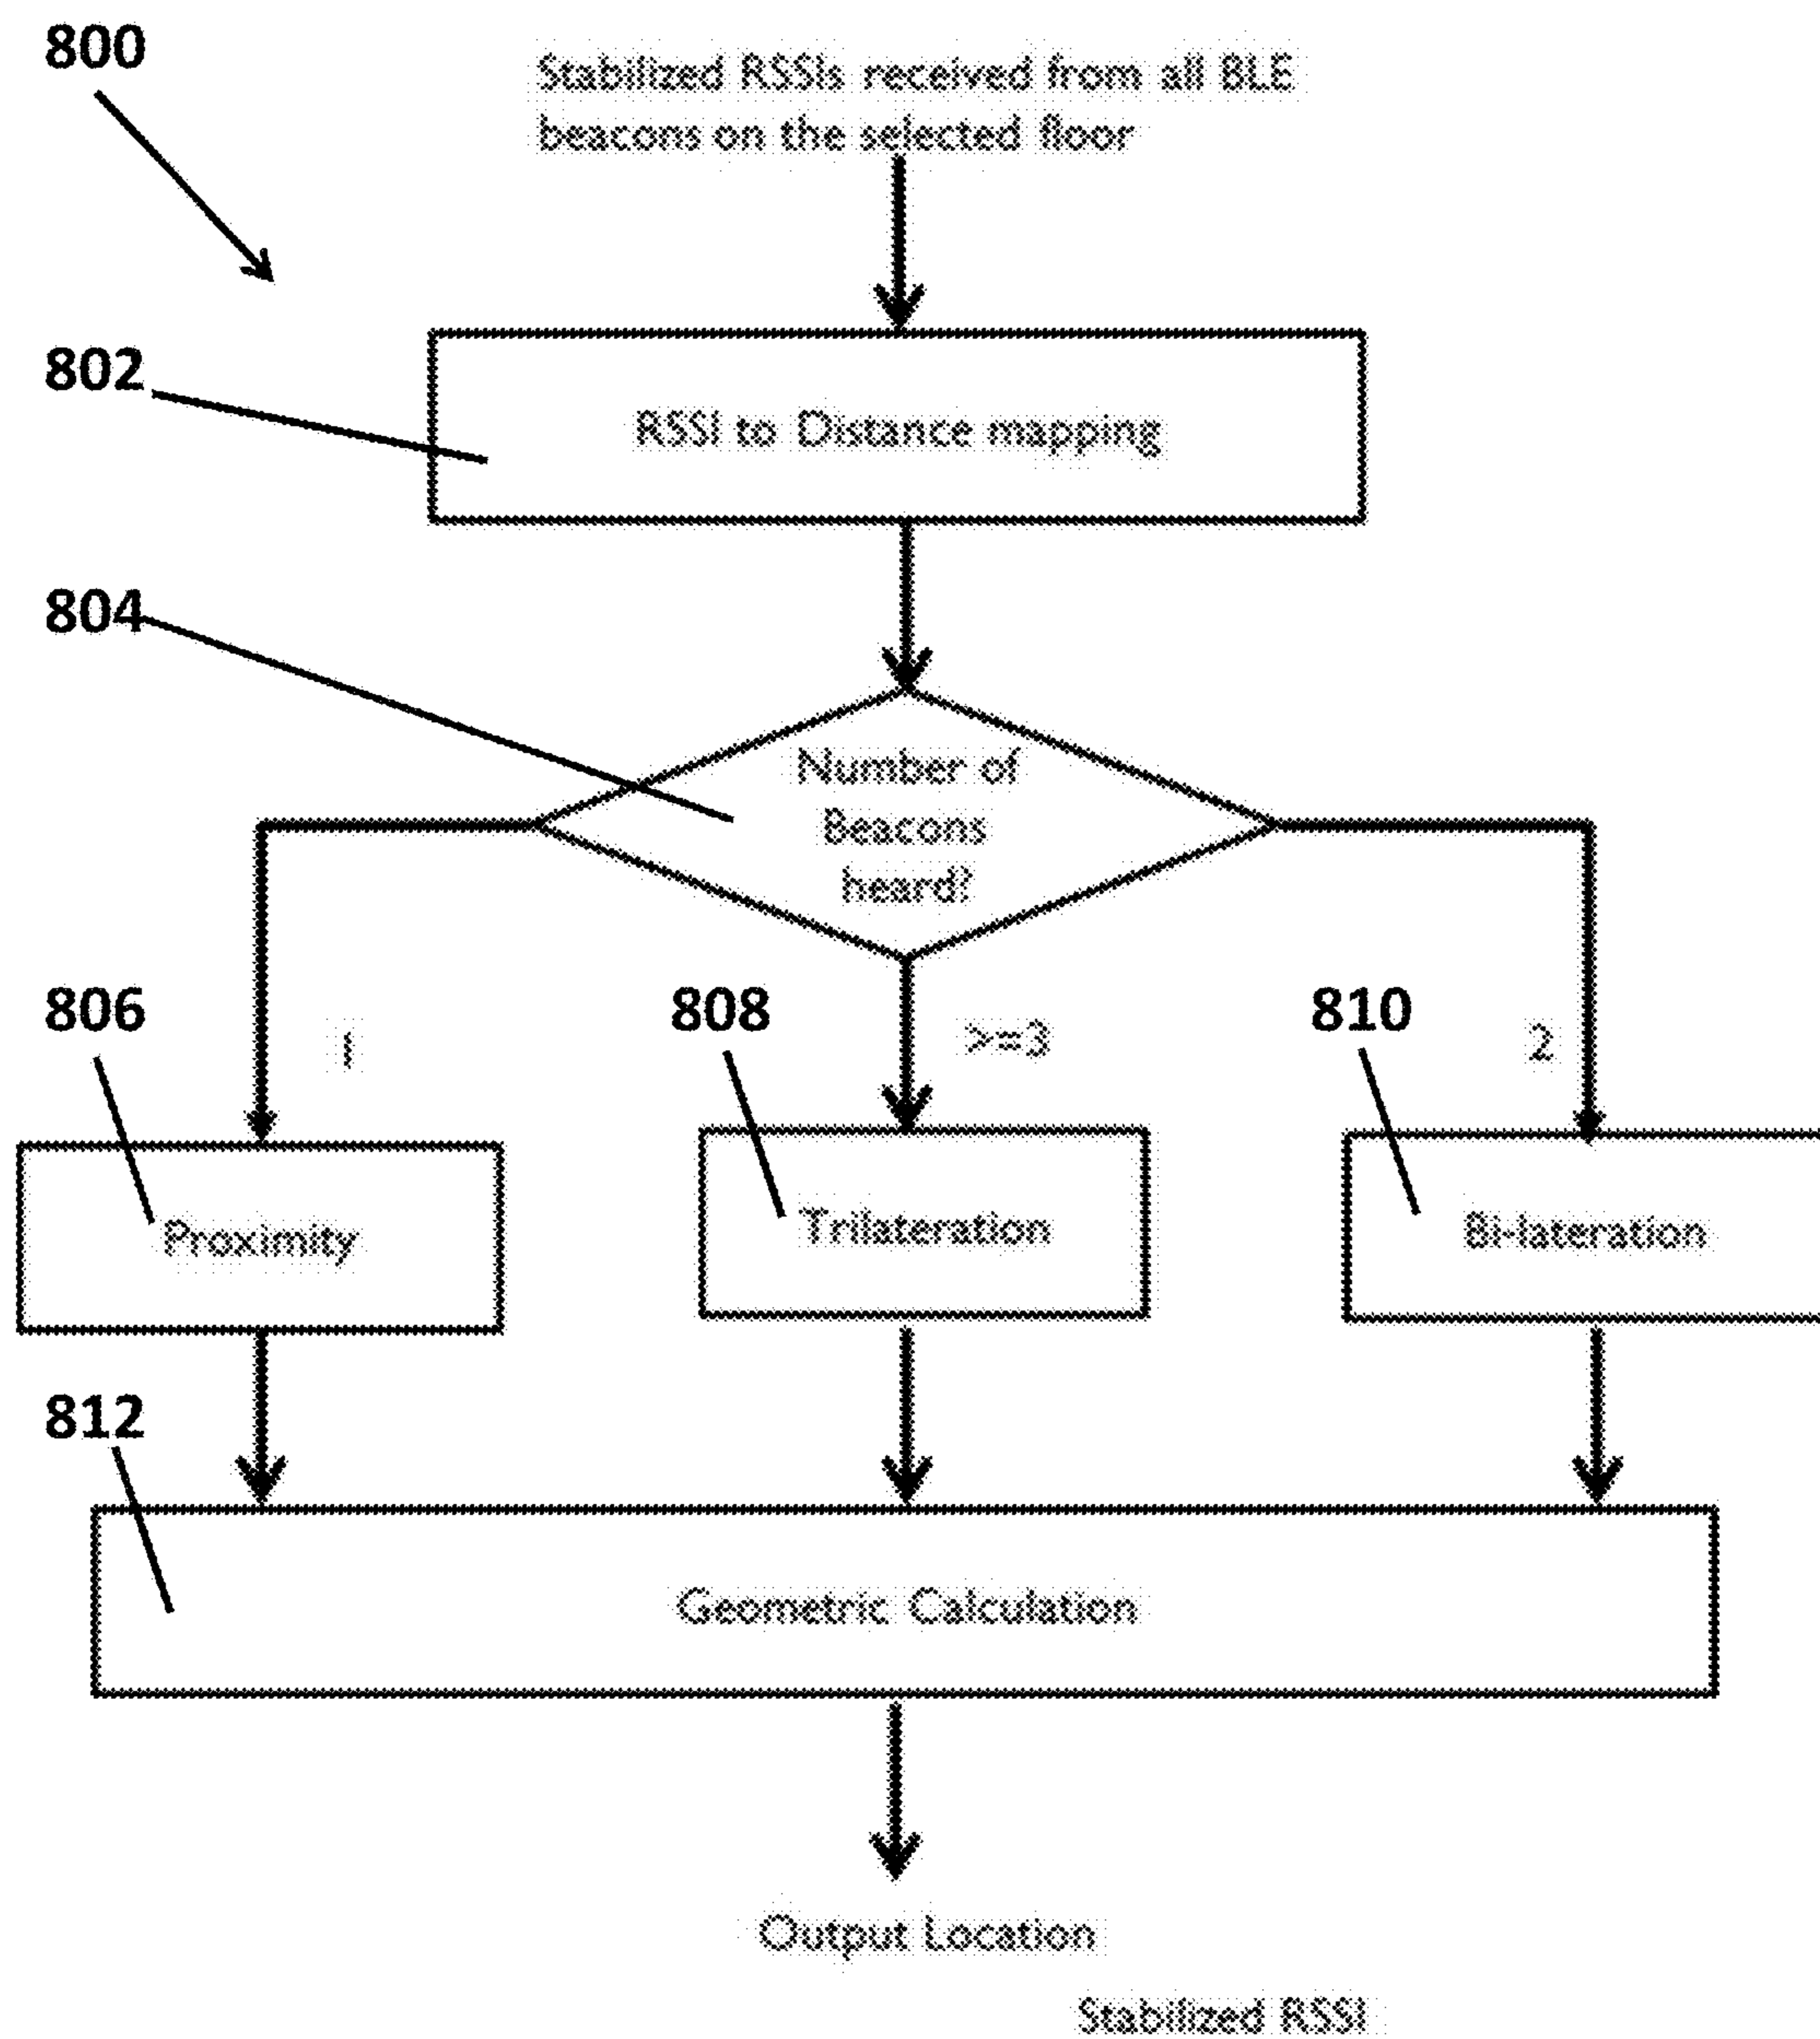 800
Stabilized RSSIs received from all BLE
beacons on the selected floor
802
RSSI to Distance mapping
804
Number of
Beacons
heard?
806
1
808
>=3
810
2
Proximity
Trilateration
Bi-lateration
812
Geometric Calculation
Output Location
Stabilized RSSI